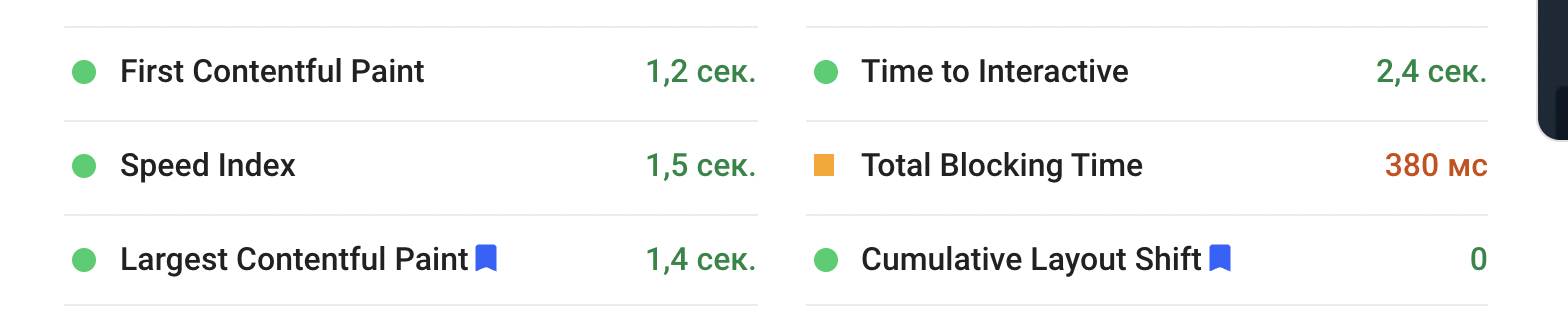 First Contentful Paint 1,2 сек.
Time to Interactive 2,4 сек.
Speed Index 1,5 сек.
Total Blocking Time 380 мс
Largest Contentful Paint 1,4 сек.
Cumulative Layout Shift 0